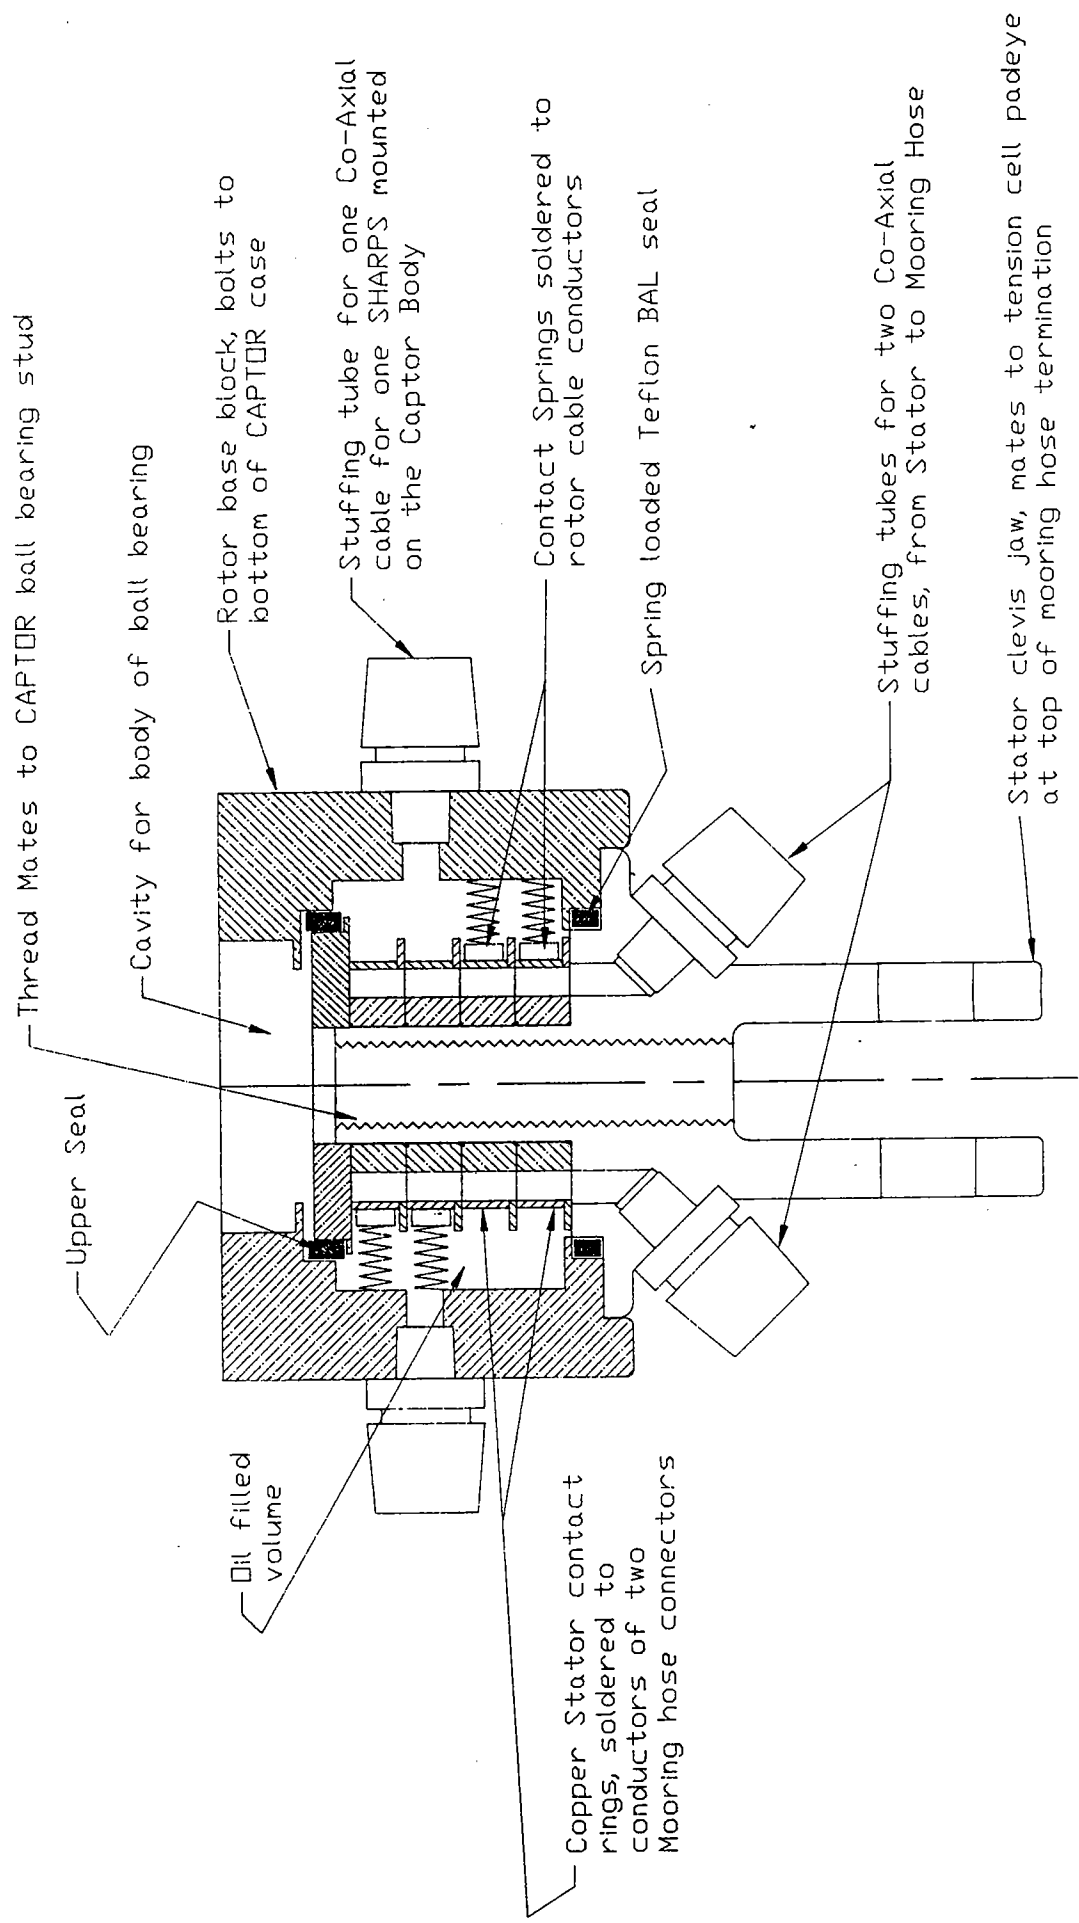 Thread Mates to CAPTOR ball bearing stud
Upper Seal
Cavity for body of ball bearing
Rotor base block, bolts to
bottom of CAPTOR case
Oil filled
volume
Stuffing tube for one Co-Axial
cable for one SHARPS mounted
on the Captor Body
Contact Springs soldered to
rotor cable conductors
Copper Stator contact
rings, soldered to
conductors of two
Mooring hose connectors
Spring loaded Teflon BAL seal
Stuffing tubes for two Co-Axial
cables, from Stator to Mooring Hose
Stator clevis jaw, mates to tension cell padeye
at top of mooring hose termination